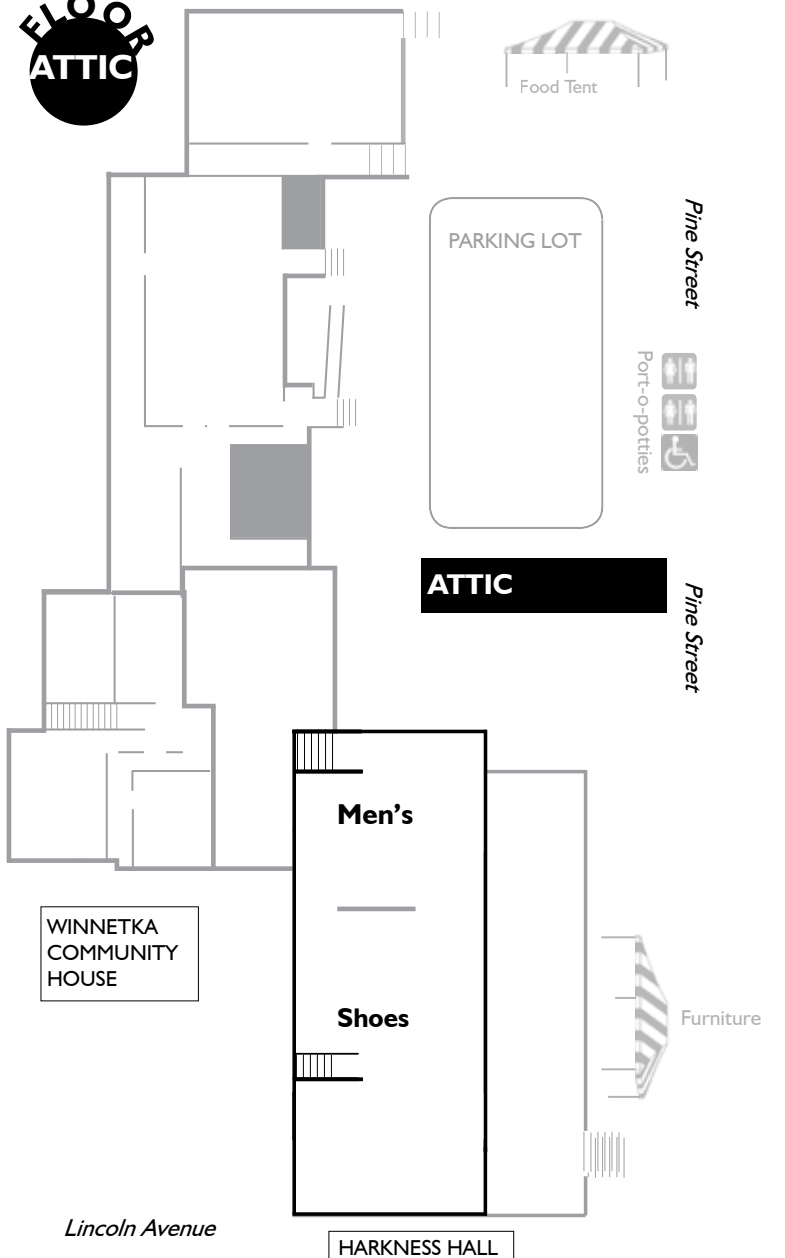 FLOOR
ATTIC
Food Tent
PARKING LOT
Pine Street
Port-o-potties
ATTIC
Pine Street
Men's
WINNETKA
COMMUNITY
HOUSE
Shoes
Furniture
Lincoln Avenue
HARKNESS HALL